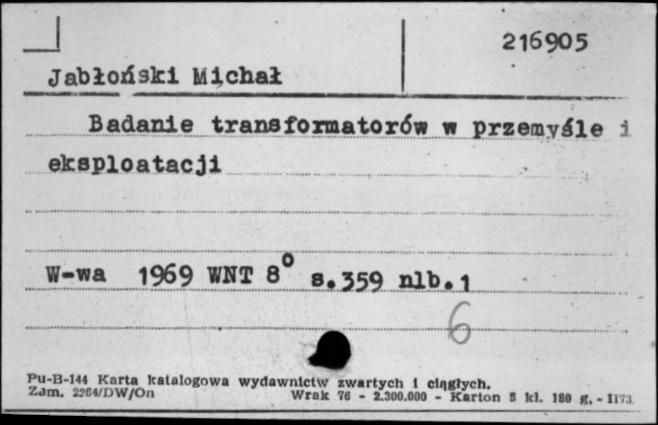 216905
Jabłoński Michał
Badanie transformatorów w przemyśle i
eksploatacji
W-wa 1969 WNT 8° s.359 nlb.1
6
Pu-B-144 Karta katalogowa wydawnictw zwartych i ciągłych.
Zam. 2264/DW/On Wrak 76 - 2.300.000 - Karton 5 kl. 180 g. -